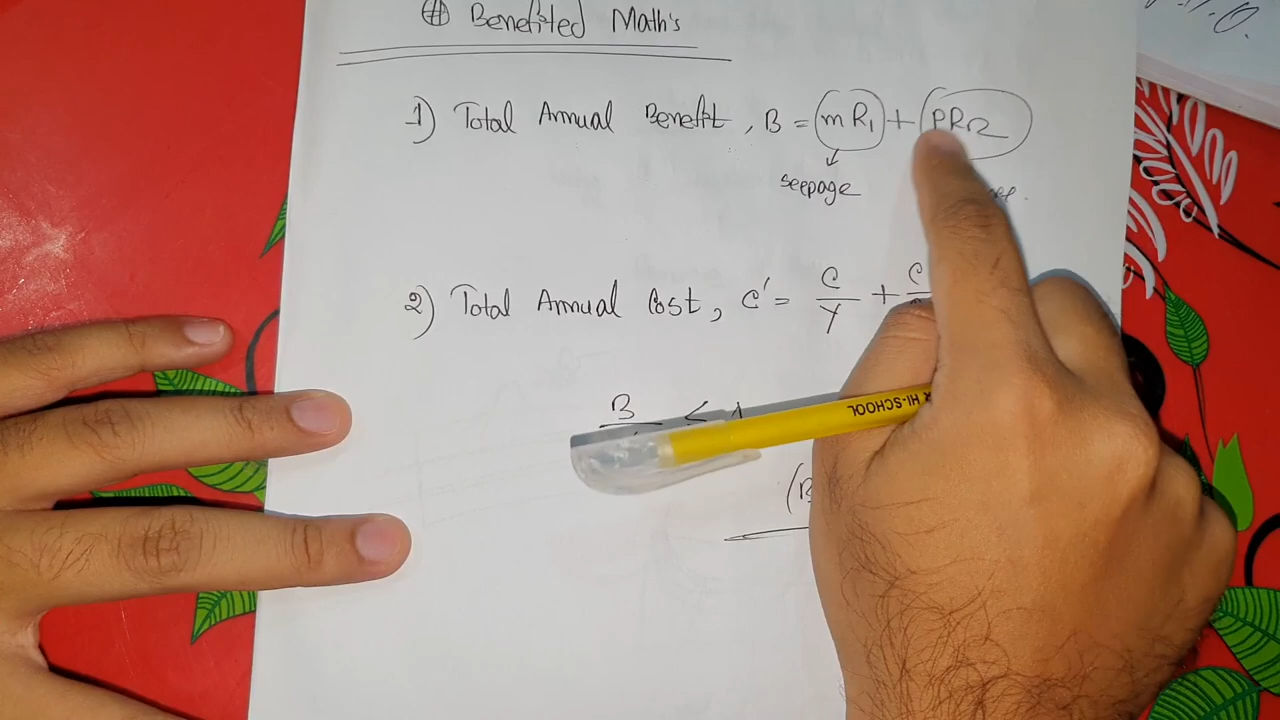 # Benefited Math's
1) Total Annual Benefit, B = mR₁ + PR₂
seepage
2) Total Annual Cost, C' = C/Y + C
B <
HI-SCHOOL